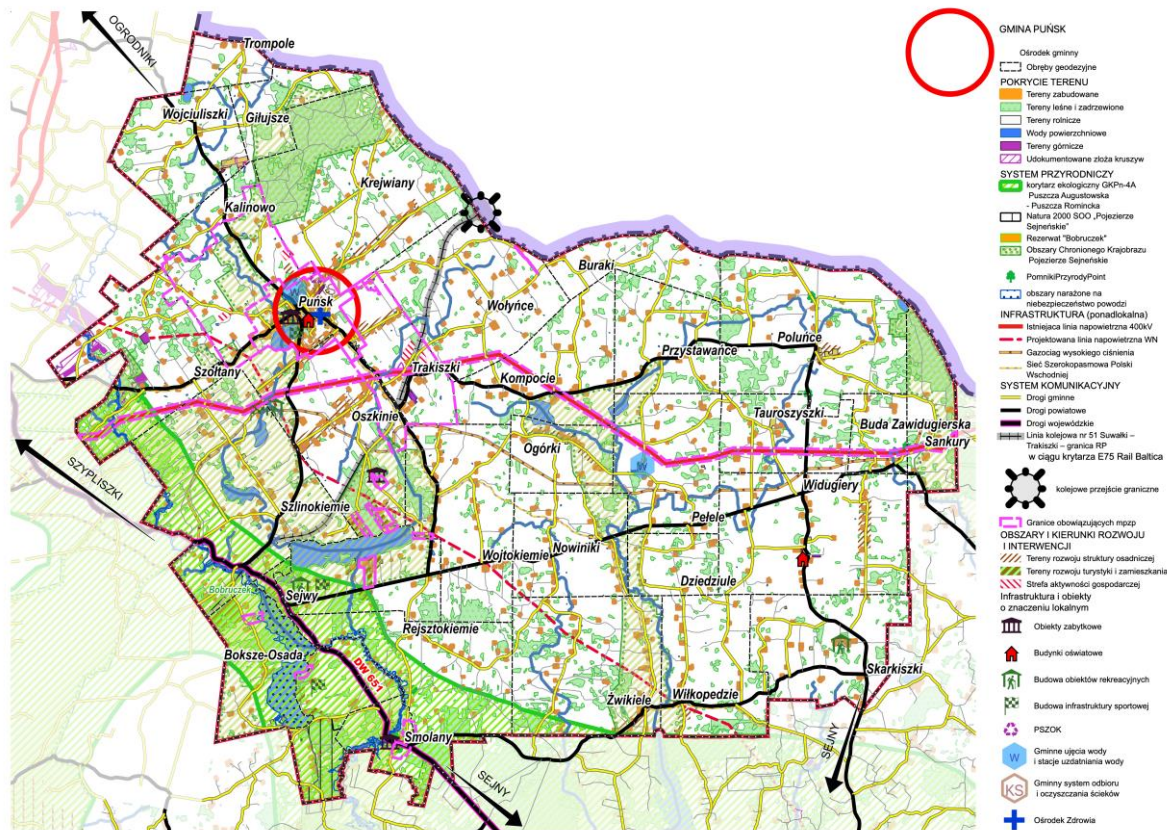 OGRODNIKI
Trompole
Wojciuliszki
Giłujsze
Krejwiany
Kalinowo
Buraki
Wołyńce
Puńsk
Poluńce
Przystawańce
Szołtany
Trakiszki
Kompocie
Oszkinie
Tauroszyszki
Buda Zawidugierska
Sankury
Ogórki
W
SZYPLISZKI
Widugiery
Szlinokiemie
Pełele
Nowiniki
Wojtokiemie
Dziedziule
Bobruczek
Sejwy
Rejsztokiemie
Boksze-Osada
DW 651
Skarkiszki
Żwikiele
Wiłkopedzie
Smolany
SEJNY
SEJNY
GMINA PUŃSK
Ośrodek gminny
Obręby geodezyjne
POKRYCIE TERENU
Tereny zabudowane
Tereny leśne i zadrzewione
Tereny rolnicze
Wody powierzchniowe
Tereny górnicze
Udokumentowane złoża kruszyw
SYSTEM PRZYRODNICZY
korytarz ekologiczny GKPn-4A
Puszcza Augustowska
- Puszcza Romincka
Natura 2000 SOO „Pojezierze
Sejneńskie"
Rezerwat "Bobruczek"
Obszary Chronionego Krajobrazu
Pojezierze Sejneńskie
PomnikiPrzyrodyPoint
obszary narażone na
niebezpieczeństwo powodzi
INFRASTRUKTURA (ponadlokalna)
Istniejaca linia napowietrzna 400kV
Projektowana linia napowietrzna WN
Gazociąg wysokiego ciśnienia
Sieć Szerokopasmowa Polski
Wschodniej
SYSTEM KOMUNIKACYJNY
Drogi gminne
Drogi powiatowe
Drogi wojewódzkie
Linia kolejowa nr 51 Suwałki –
Trakiszki – granica RP
w ciągu krytarza E75 Rail Baltica
kolejowe przejście graniczne
Granice obowiązujących mpzp
OBSZARY I KIERUNKI ROZWOJU
I INTERWENCJI
Tereny rozwoju struktury osadniczej
Tereny rozwoju turystyki i zamieszkania
Strefa aktywności gospodarczej
Infrastruktura i obiekty
o znaczeniu lokalnym
Obiekty zabytkowe
Budynki oświatowe
Budowa obiektów rekreacyjnych
Budowa infrastruktury sportowej
PSZOK
W
Gminne ujęcia wody
i stacje uzdatniania wody
KS
Gminny system odbioru
i oczyszczania ścieków
Ośrodek Zdrowia